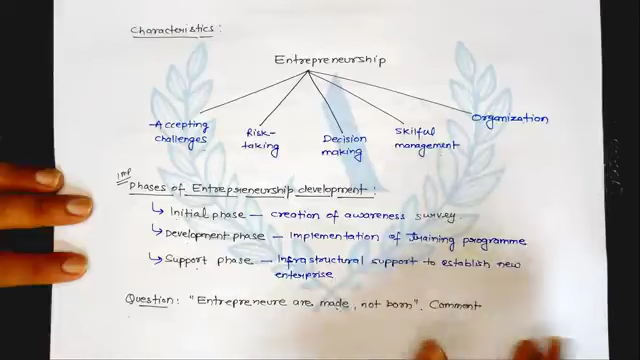 Characteristics:
Entrepreneurship
Accepting challenges
Risk-taking
Decision making
Skilful management
Organization
Imp
Phases of Entrepreneurship development:
↳ Initial phase — creation of awareness survey
↳ Development phase — Implementation of training programme
↳ Support phase — Infrastructural support to establish new
enterprise
Question: "Entrepreneure are made, not born". Comment